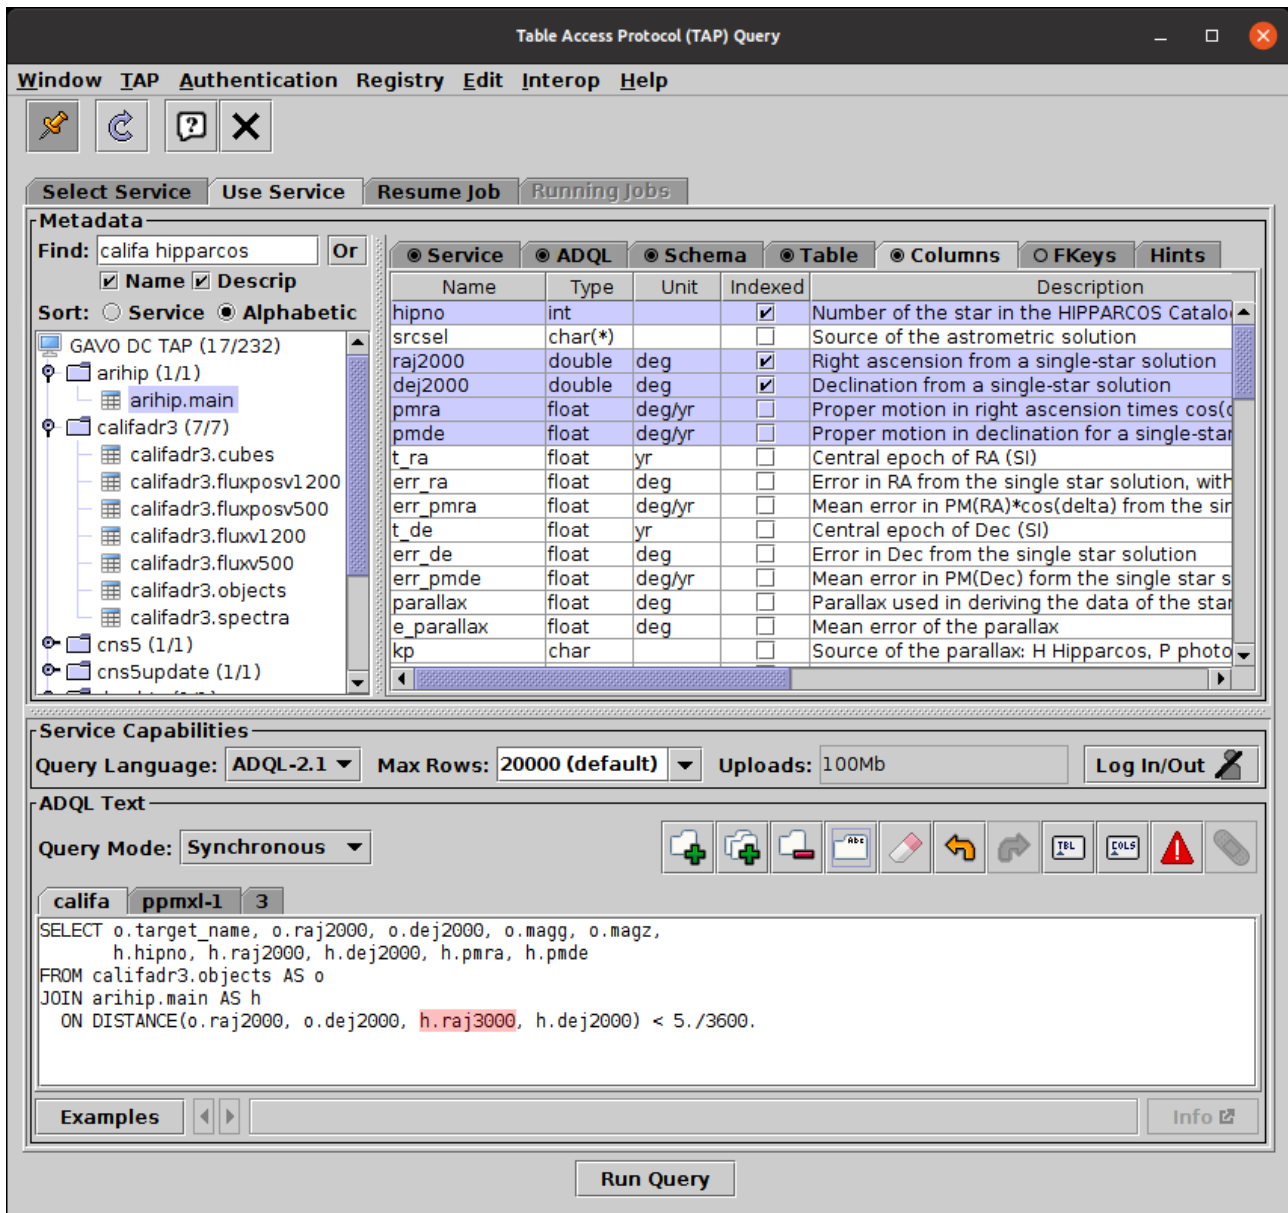 Table Access Protocol (TAP) Query
Window TAP Authentication Registry Edit Interop Help
Select Service Use Service Resume Job Running Jobs
Metadata
Find: califa hipparcos Or
Name Descrip
Sort: Service Alphabetic
GAVO DC TAP (17/232)
arihip (1/1)
arihip.main
califadr3 (7/7)
califadr3.cubes
califadr3.fluxposv1200
califadr3.fluxposv500
califadr3.fluxv1200
califadr3.fluxv500
califadr3.objects
califadr3.spectra
cns5 (1/1)
cns5update (1/1)
Service ADQL Schema Table Columns FKeys Hints
Name Type Unit Indexed Description
hipno int Number of the star in the HIPPARCOS Catalo
srcsel char(*) Source of the astrometric solution
raj2000 double deg Right ascension from a single-star solution
dej2000 double deg Declination from a single-star solution
pmra float deg/yr Proper motion in right ascension times cos(
pmde float deg/yr Proper motion in declination for a single-star
t_ra float yr Central epoch of RA (SI)
err_ra float deg Error in RA from the single star solution, with
err_pmra float deg/yr Mean error in PM(RA)*cos(delta) from the sin
t_de float yr Central epoch of Dec (SI)
err_de float deg Error in Dec from the single star solution
err_pmde float deg/yr Mean error in PM(Dec) form the single star s
parallax float deg Parallax used in deriving the data of the star
e_parallax float deg Mean error of the parallax
kp char Source of the parallax: H Hipparcos, P photo
Service Capabilities
Query Language: ADQL-2.1 Max Rows: 20000 (default) Uploads: 100Mb Log In/Out
ADQL Text
Query Mode: Synchronous
Abc TBL COLS
califa ppmxl-1 3
SELECT o.target_name, o.raj2000, o.dej2000, o.magg, o.magz,
h.hipno, h.raj2000, h.dej2000, h.pmra, h.pmde
FROM califadr3.objects AS o
JOIN arihip.main AS h
ON DISTANCE(o.raj2000, o.dej2000, h.raj3000, h.dej2000) < 5./3600.
Examples Info
Run Query